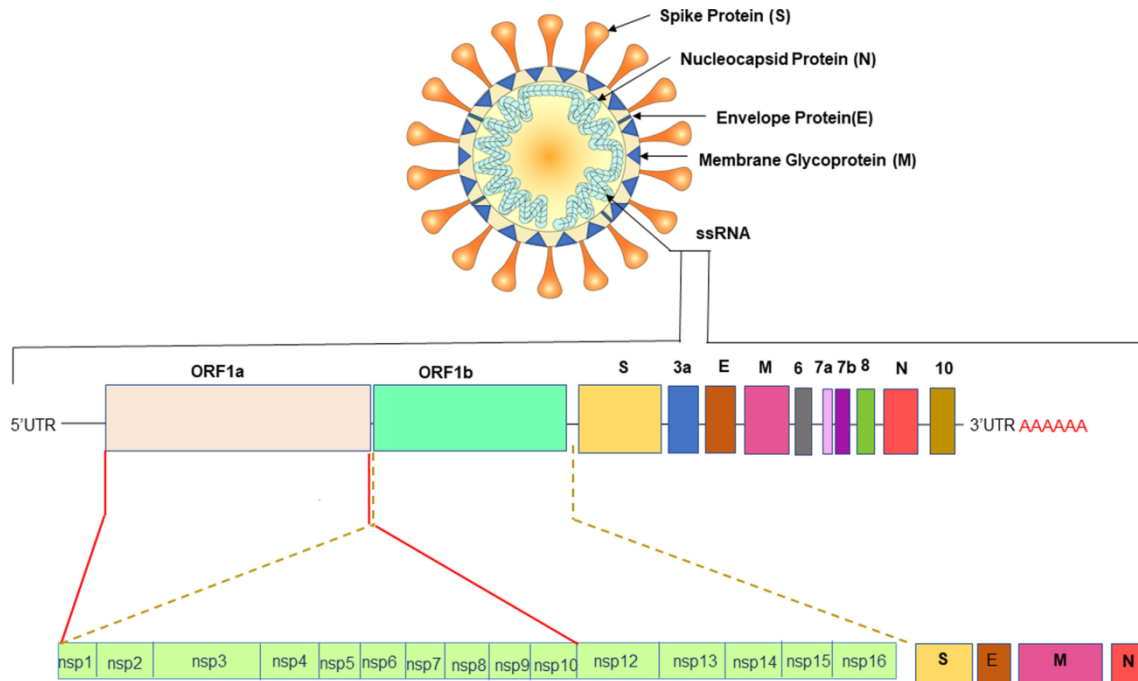 Spike Protein (S)
Nucleocapsid Protein (N)
Envelope Protein(E)
Membrane Glycoprotein (M)
ssRNA
ORF1a ORF1b S 3a E M 6 7a 7b 8 N 10
5'UTR 3'UTR AAAAAA
nsp1 nsp2 nsp3 nsp4 nsp5 nsp6 nsp7 nsp8 nsp9 nsp10 nsp12 nsp13 nsp14 nsp15 nsp16 S E M N